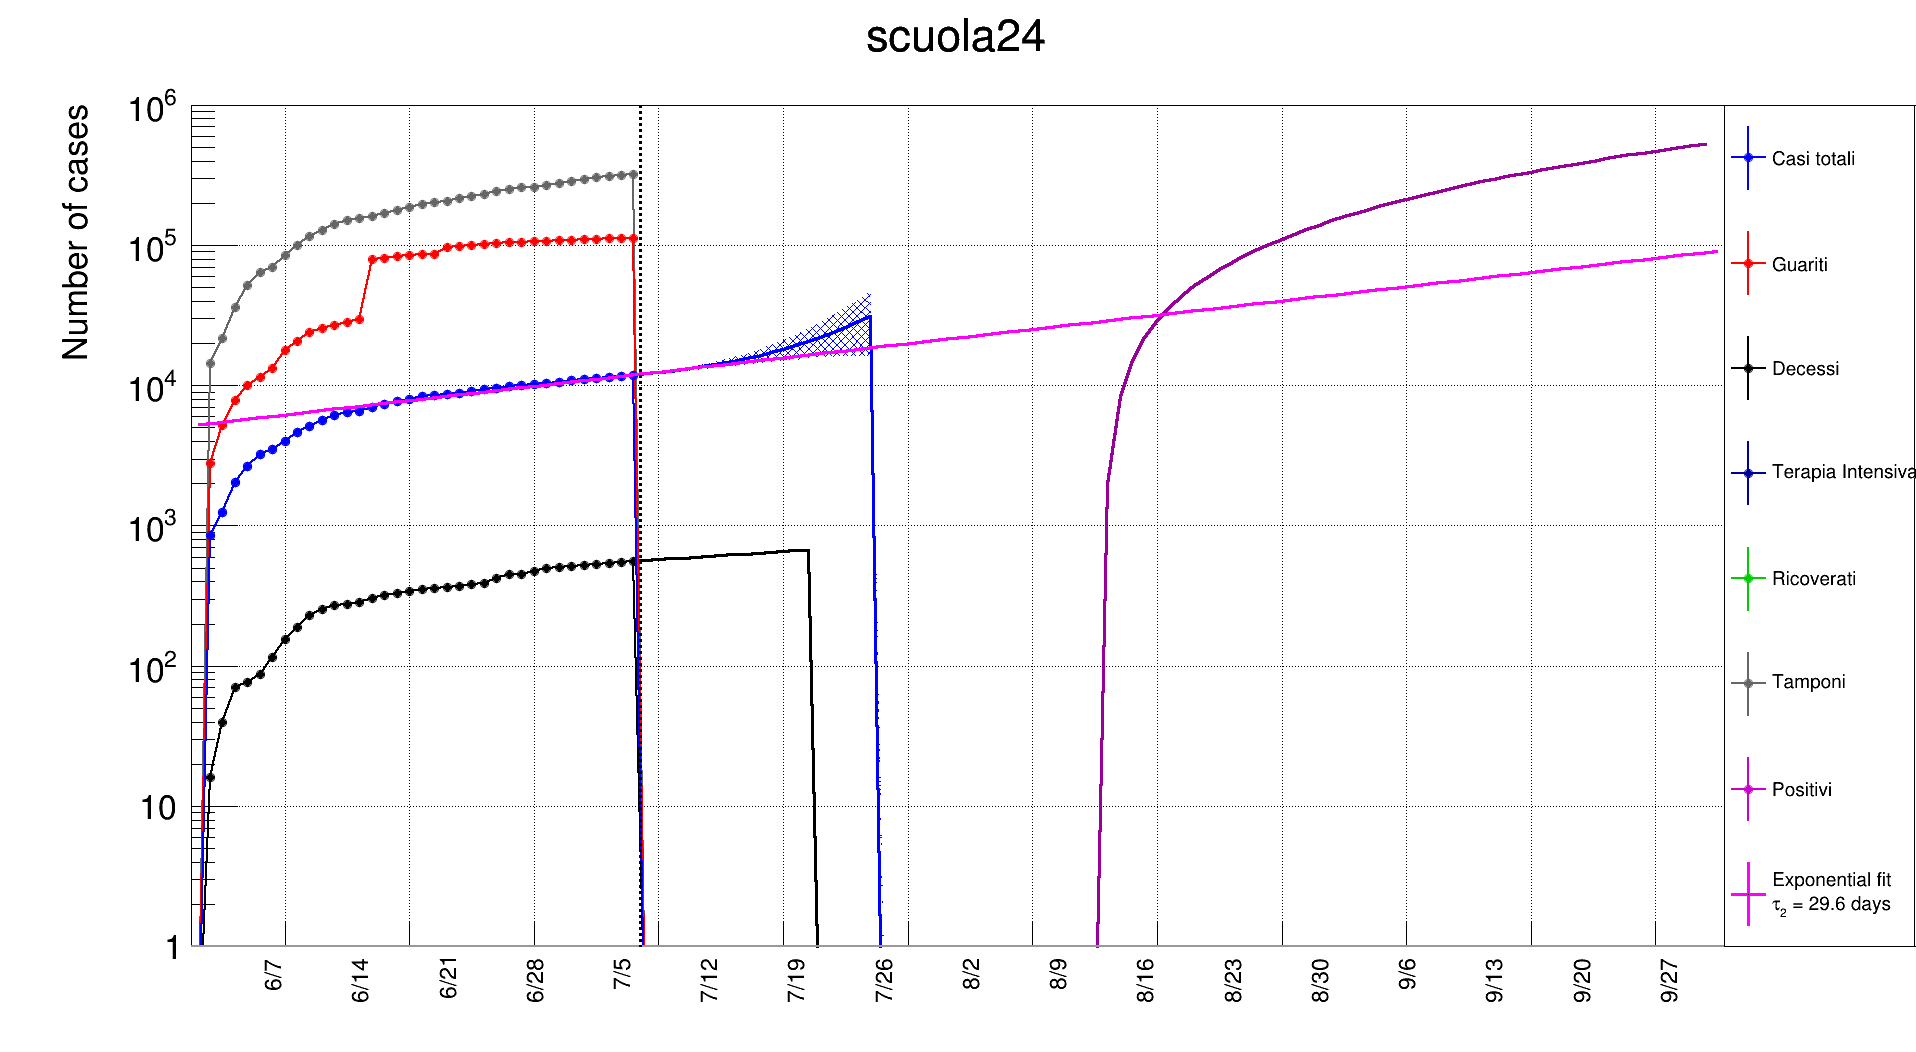 scuola24
Number of cases
10^6
10^5
10^4
10^3
10^2
10
1
6/7
6/14
6/21
6/28
7/5
7/12
7/19
7/26
8/2
8/9
8/16
8/23
8/30
9/6
9/13
9/20
9/27
Casi totali
Guariti
Decessi
Terapia Intensiva
Ricoverati
Tamponi
Positivi
Exponential fit
τ_2 = 29.6 days